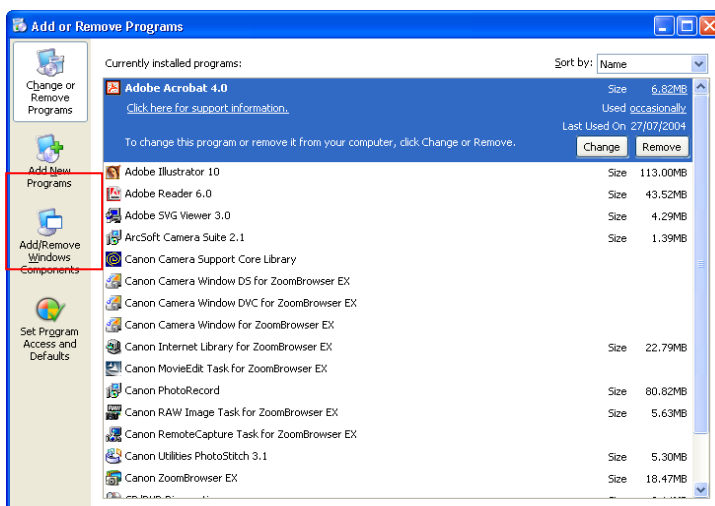 Add or Remove Programs
Change or
Remove
Programs
Add New
Programs
Add/Remove
Windows
Components
Set Program
Access and
Defaults
Currently installed programs:
Sort by: Name
Adobe Acrobat 4.0 Size 6.82MB
Click here for support information. Used occasionally
Last Used On 27/07/2004
To change this program or remove it from your computer, click Change or Remove. Change Remove
Adobe Illustrator 10 Size 113.00MB
Adobe Reader 6.0 Size 43.52MB
Adobe SVG Viewer 3.0 Size 4.29MB
ArcSoft Camera Suite 2.1 Size 1.39MB
Canon Camera Support Core Library
Canon Camera Window DS for ZoomBrowser EX
Canon Camera Window DVC for ZoomBrowser EX
Canon Camera Window for ZoomBrowser EX
Canon Internet Library for ZoomBrowser EX Size 22.79MB
Canon MovieEdit Task for ZoomBrowser EX
Canon PhotoRecord Size 80.82MB
Canon RAW Image Task for ZoomBrowser EX Size 5.63MB
Canon RemoteCapture Task for ZoomBrowser EX
Canon Utilities PhotoStitch 3.1 Size 5.30MB
Canon ZoomBrowser EX Size 18.47MB